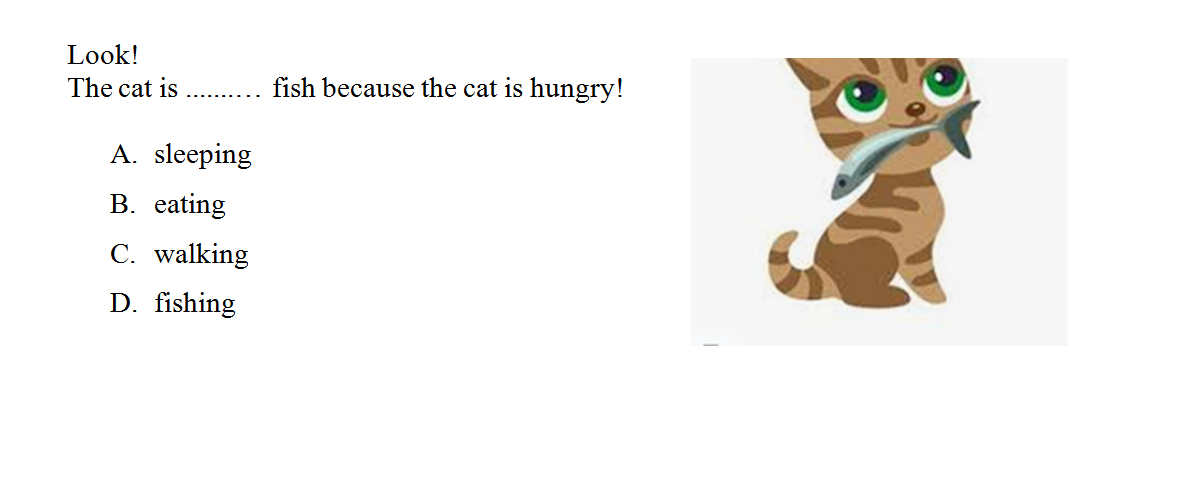 Look!
The cat is ......... fish because the cat is hungry!
A. sleeping
B. eating
C. walking
D. fishing